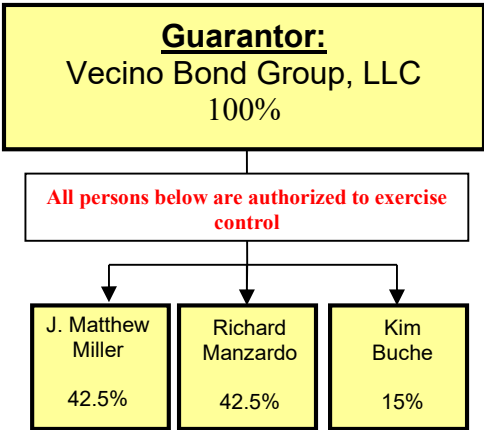 Guarantor:
Vecino Bond Group, LLC
100%
All persons below are authorized to exercise
control
J. Matthew
Miller
42.5%
Richard
Manzardo
42.5%
Kim
Buche
15%